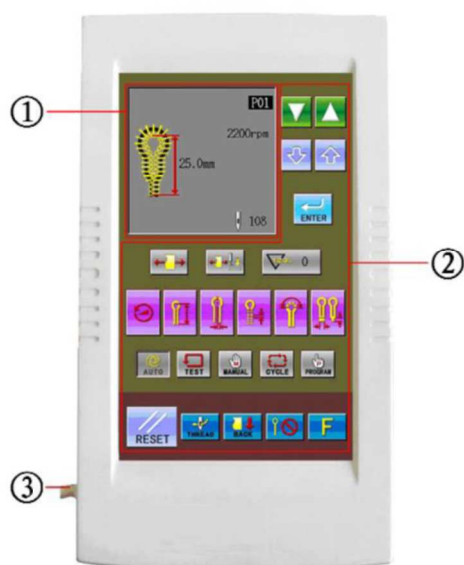 ①
P01
2200rpm
25.0mm
108
ENTER
②
0
AUTO
TEST
MANUAL
CYCLE
PROGRAM
RESET
THREAD
BACK
F
③